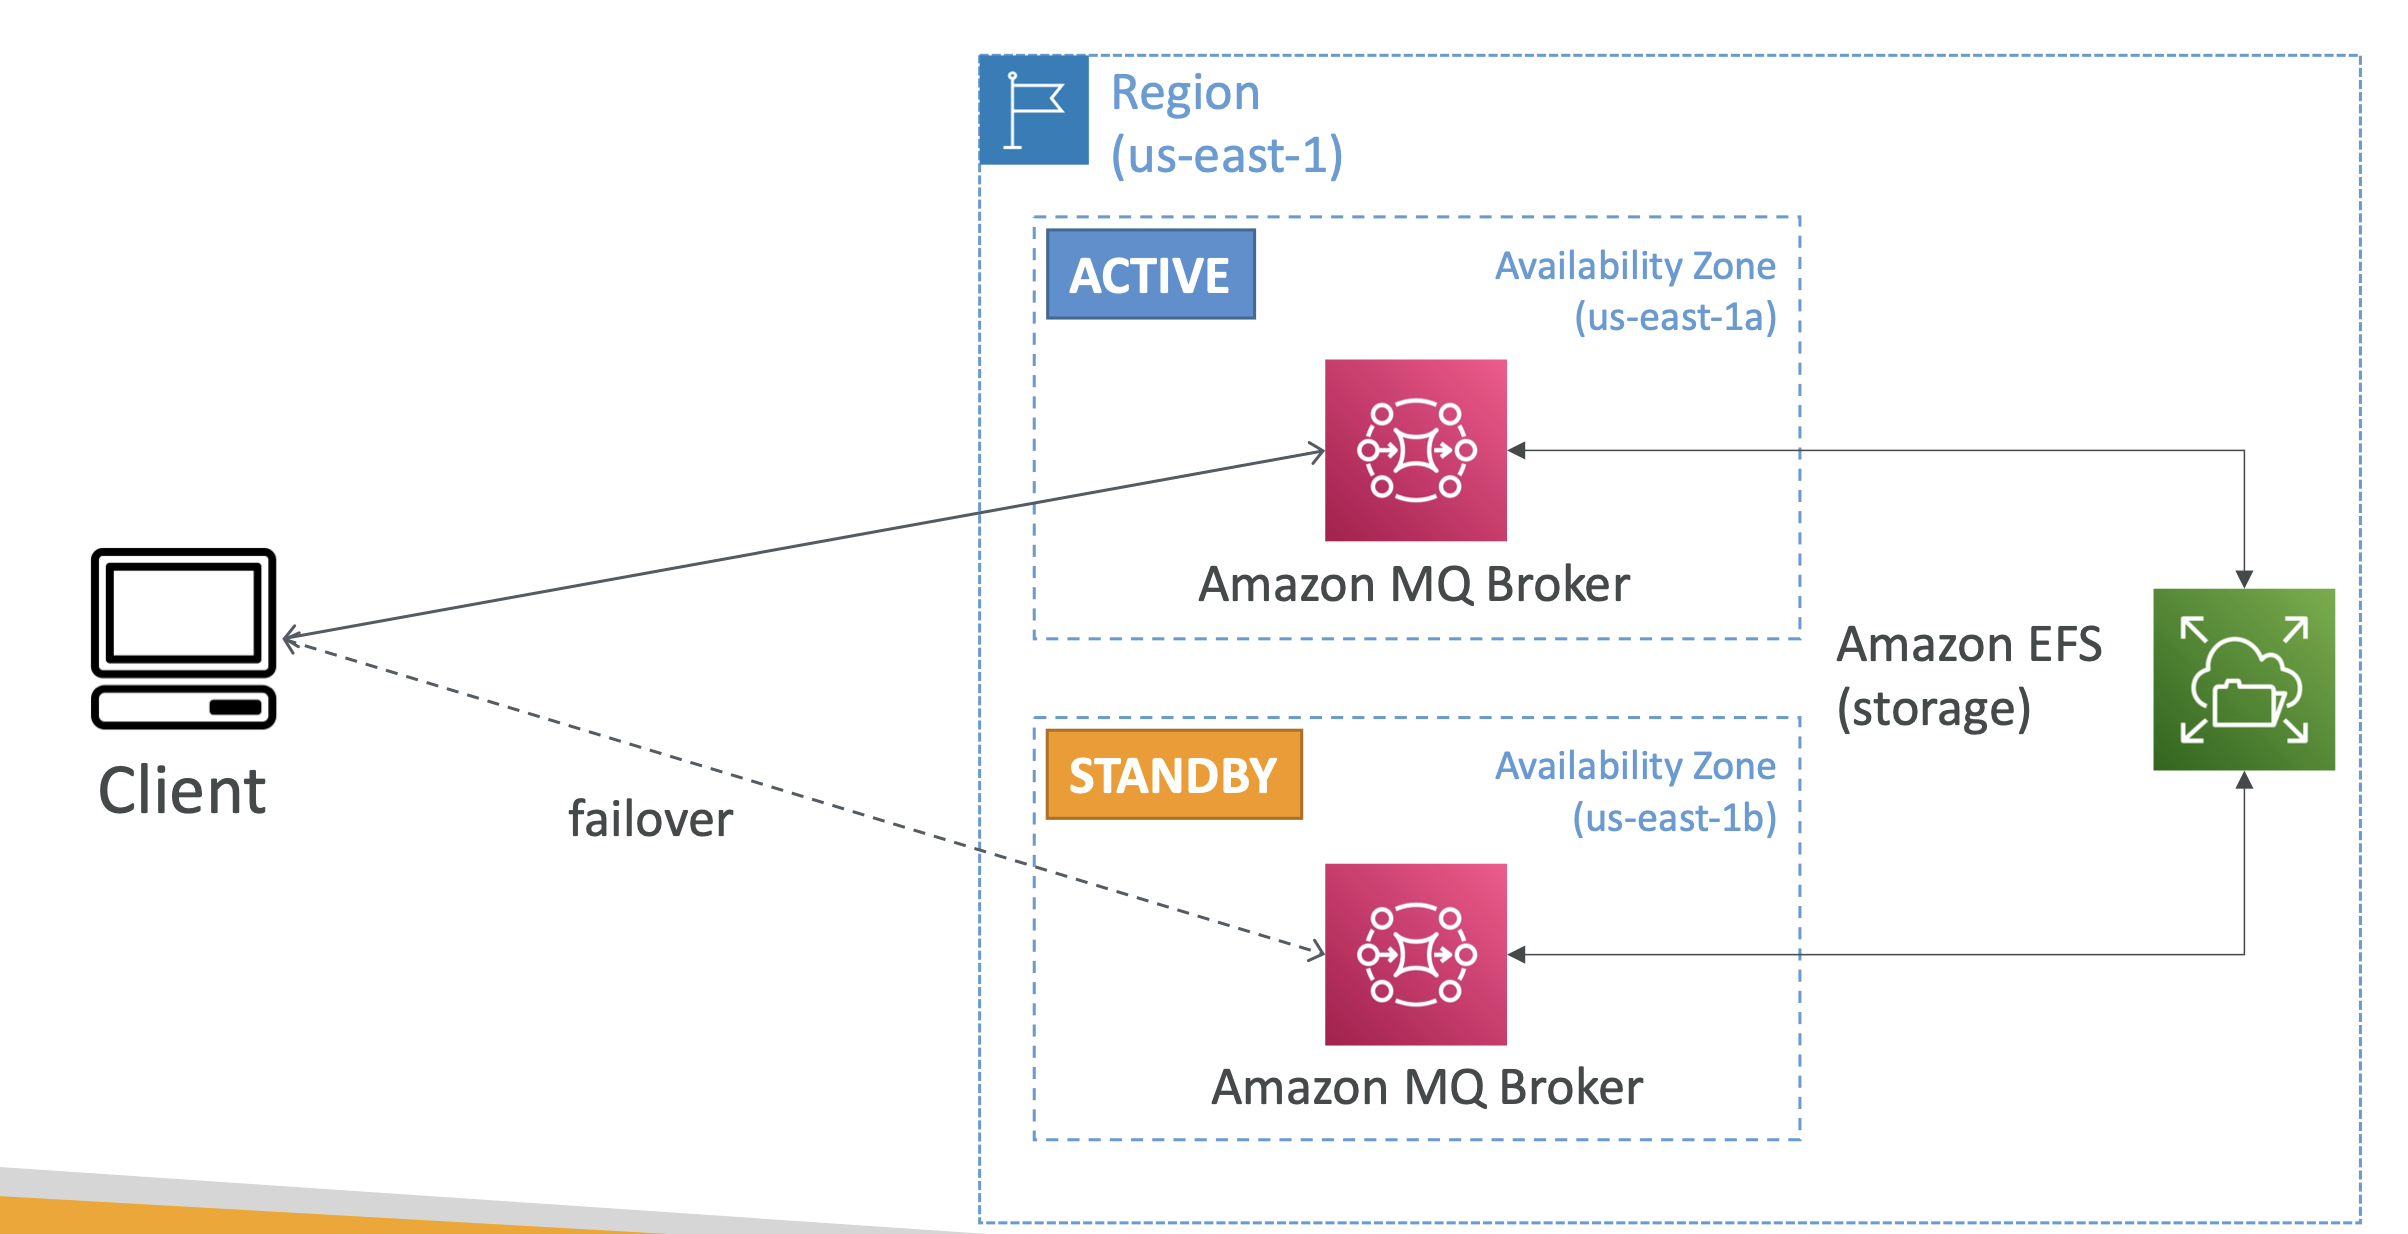 Region
(us-east-1)
ACTIVE
Availability Zone
(us-east-1a)
Amazon MQ Broker
Client
failover
Amazon EFS
(storage)
STANDBY
Availability Zone
(us-east-1b)
Amazon MQ Broker